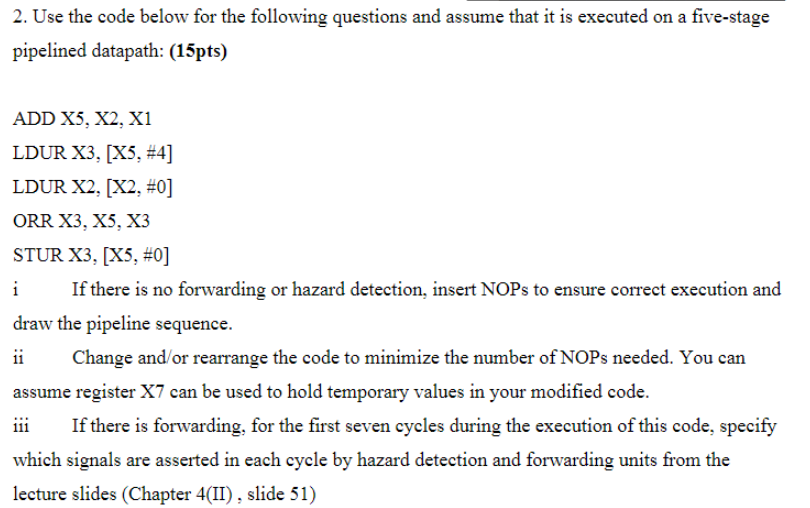 2. Use the code below for the following questions and assume that it is executed on a five-stage
pipelined datapath: (15pts)
ADD X5, X2, X1
LDUR X3, [X5, #4]
LDUR X2, [X2, #0]
ORR X3, X5, X3
STUR X3, [X5, #0]
i If there is no forwarding or hazard detection, insert NOPs to ensure correct execution and
draw the pipeline sequence.
ii Change and/or rearrange the code to minimize the number of NOPs needed. You can
assume register X7 can be used to hold temporary values in your modified code.
iii If there is forwarding, for the first seven cycles during the execution of this code, specify
which signals are asserted in each cycle by hazard detection and forwarding units from the
lecture slides (Chapter 4(II) , slide 51)